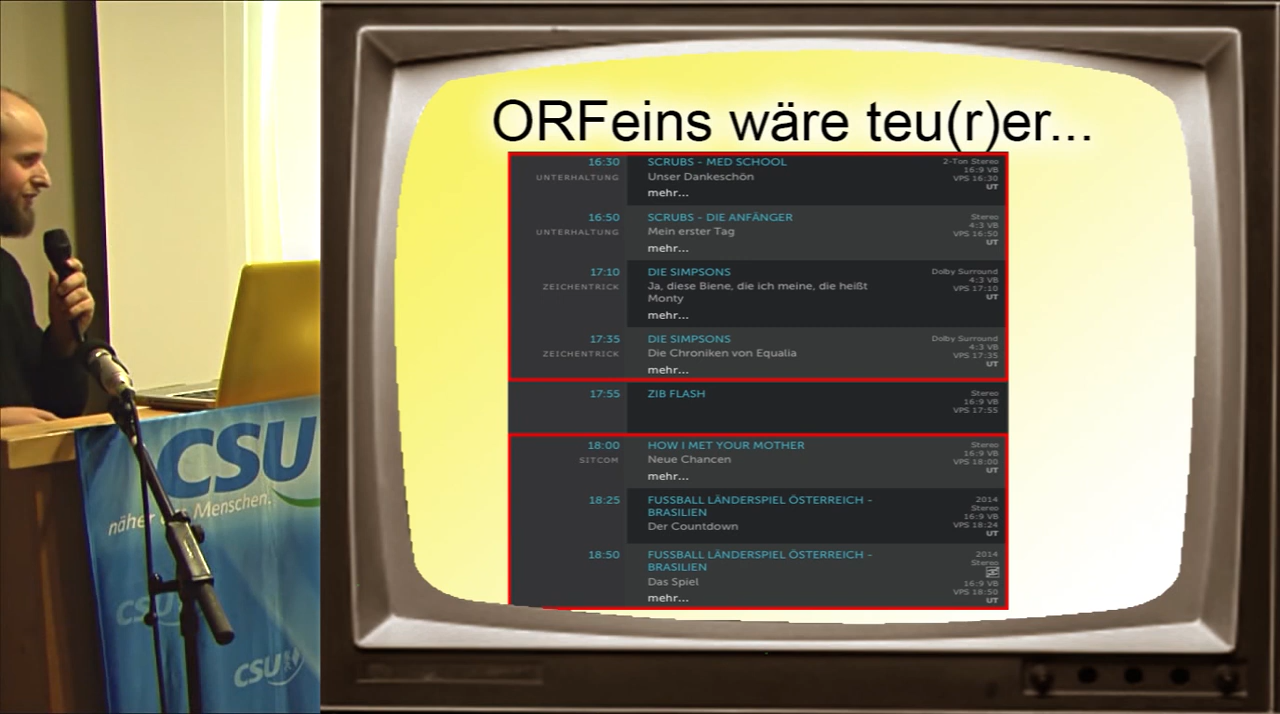 ORFeins wäre teu(r)er...
16:30 SCRUBS - MED SCHOOL 2-Ton Stereo
UNTERHALTUNG Unser Dankeschön 16:9 VB
mehr... VPS 16:30
UT
16:50 SCRUBS - DIE ANFÄNGER Stereo
UNTERHALTUNG Mein erster Tag 4:3 VB
mehr... VPS 16:50
UT
17:10 DIE SIMPSONS Dolby Surround
ZEICHENTRICK Ja, diese Biene, die ich meine, die heißt 4:3 VB
Monty VPS 17:10
mehr... UT
17:35 DIE SIMPSONS Dolby Surround
ZEICHENTRICK Die Chroniken von Equalia 4:3 VB
mehr... VPS 17:35
UT
17:55 ZIB FLASH Stereo
16:9 VB
VPS 17:55
18:00 HOW I MET YOUR MOTHER Stereo
SITCOM Neue Chancen 16:9 VB
mehr... VPS 18:00
UT
18:25 FUSSBALL LÄNDERSPIEL ÖSTERREICH - 2014
BRASILIEN Stereo
Der Countdown 16:9 VB
VPS 18:24
UT
18:50 FUSSBALL LÄNDERSPIEL ÖSTERREICH - 2014
BRASILIEN Stereo
Das Spiel 16:9 VB
mehr... VPS 18:50
UT
CSU
näher am Menschen.
CSU
CSU